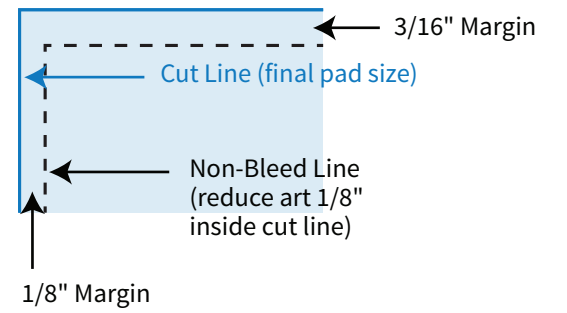 3/16" Margin
Cut Line (final pad size)
Non-Bleed Line
(reduce art 1/8"
inside cut line)
1/8" Margin